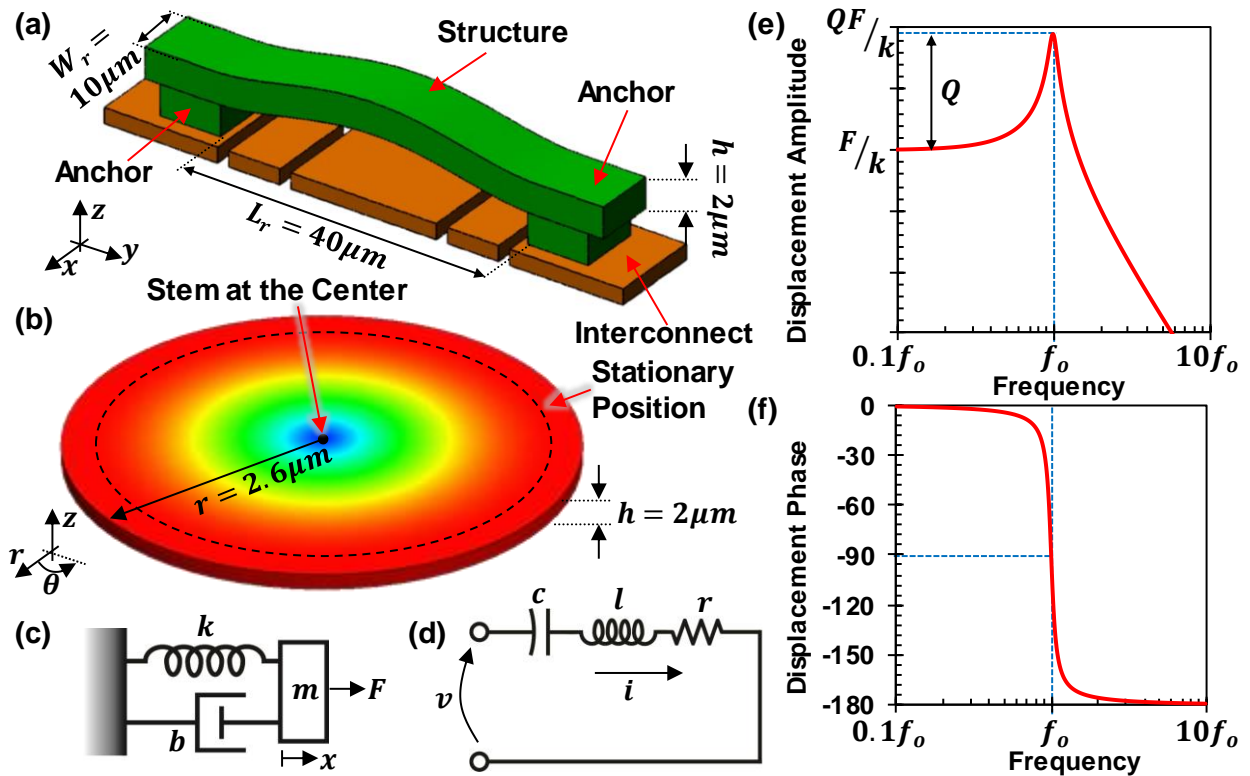 (a)
W_r =
10μm
Structure
Anchor
Anchor
h = 2μm
L_r = 40μm
z
x
y
Interconnect
(b)
Stem at the Center
Stationary
Position
r = 2.6μm
h = 2μm
z
r
θ
(c)
k
m
F
b
x
(d)
c
l
r
i
v
(e)
Displacement Amplitude
QF/k
Q
F/k
0.1f_o
f_o
10f_o
Frequency
(f)
Displacement Phase
0
-30
-60
-90
-120
-150
-180
0.1f_o
f_o
10f_o
Frequency